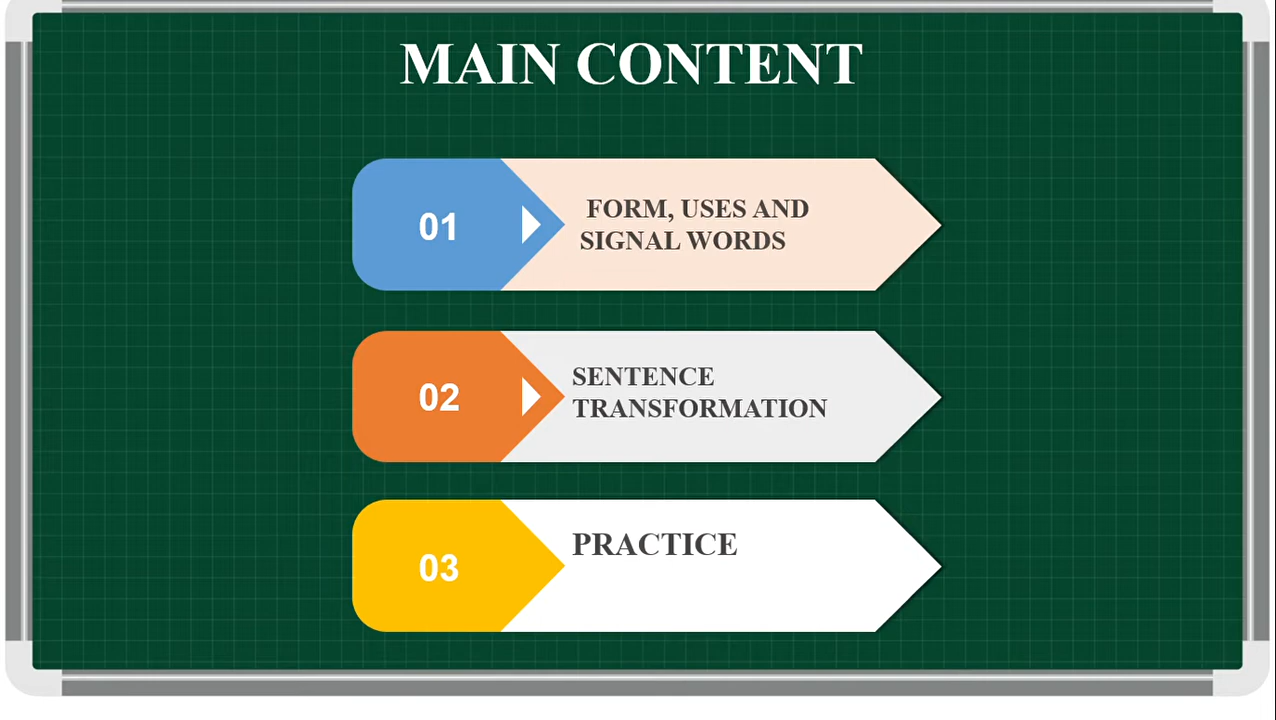 MAIN CONTENT
01
FORM, USES AND
SIGNAL WORDS
02
SENTENCE
TRANSFORMATION
03
PRACTICE